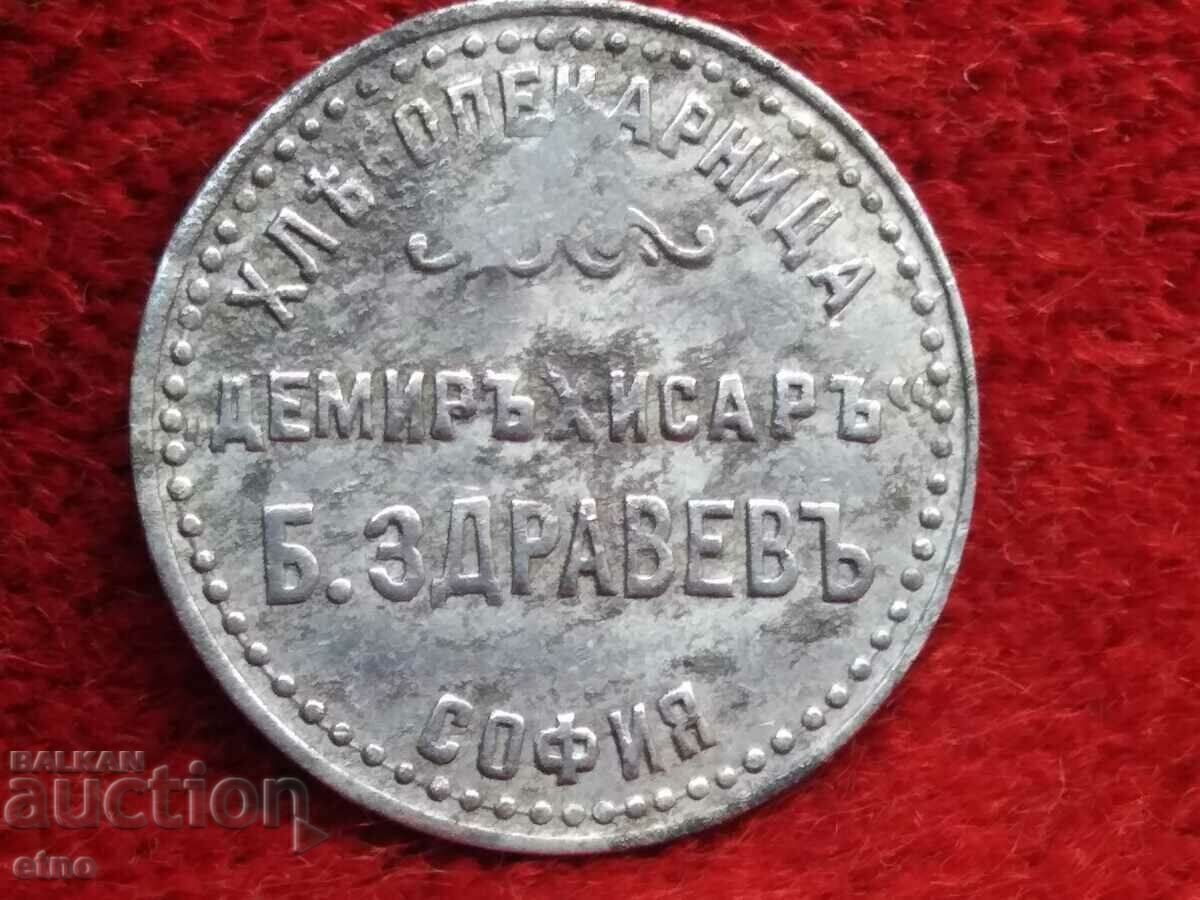 ХЛѢБОПЕКАРНИЦА
ДЕМИРЪ ХИСАРЪ"
Б. ЗДРАВЕВЪ
СОФИЯ
BALKAN
auction
etno